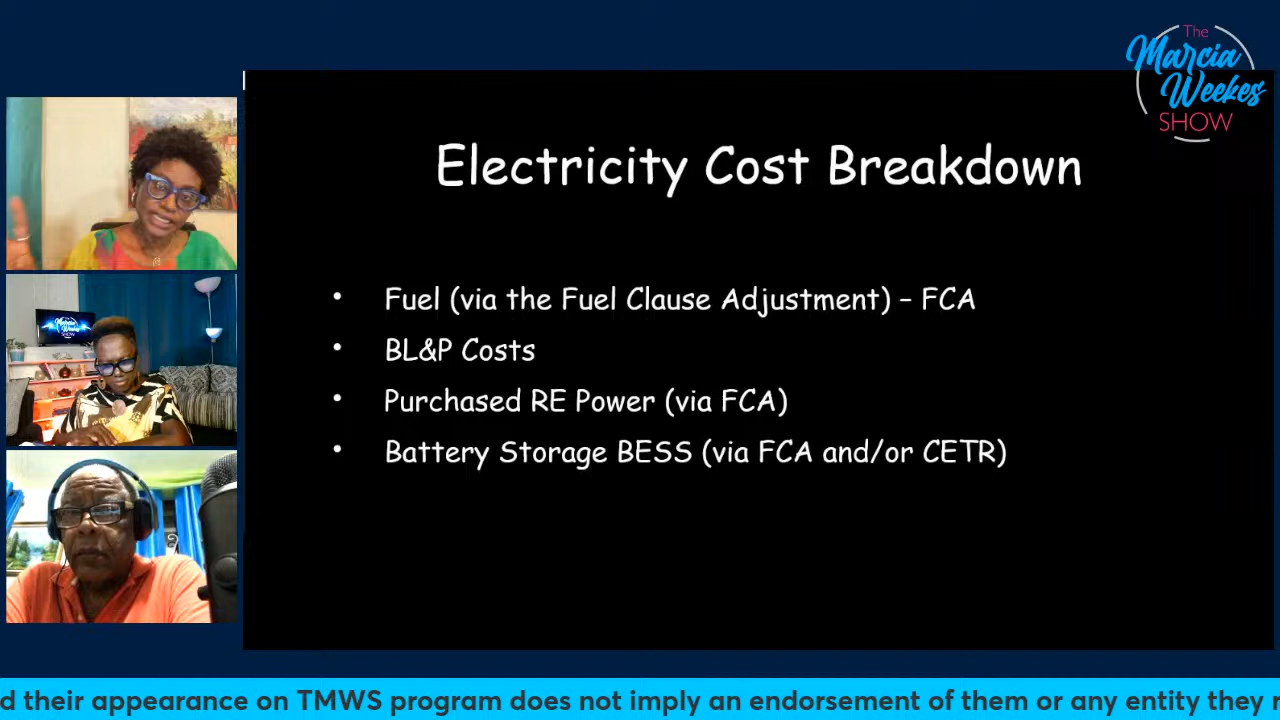 The
Marcia
Weekes
SHOW
Electricity Cost Breakdown
• Fuel (via the Fuel Clause Adjustment) – FCA
• BL&P Costs
• Purchased RE Power (via FCA)
• Battery Storage BESS (via FCA and/or CETR)
d their appearance on TMWS program does not imply an endorsement of them or any entity they